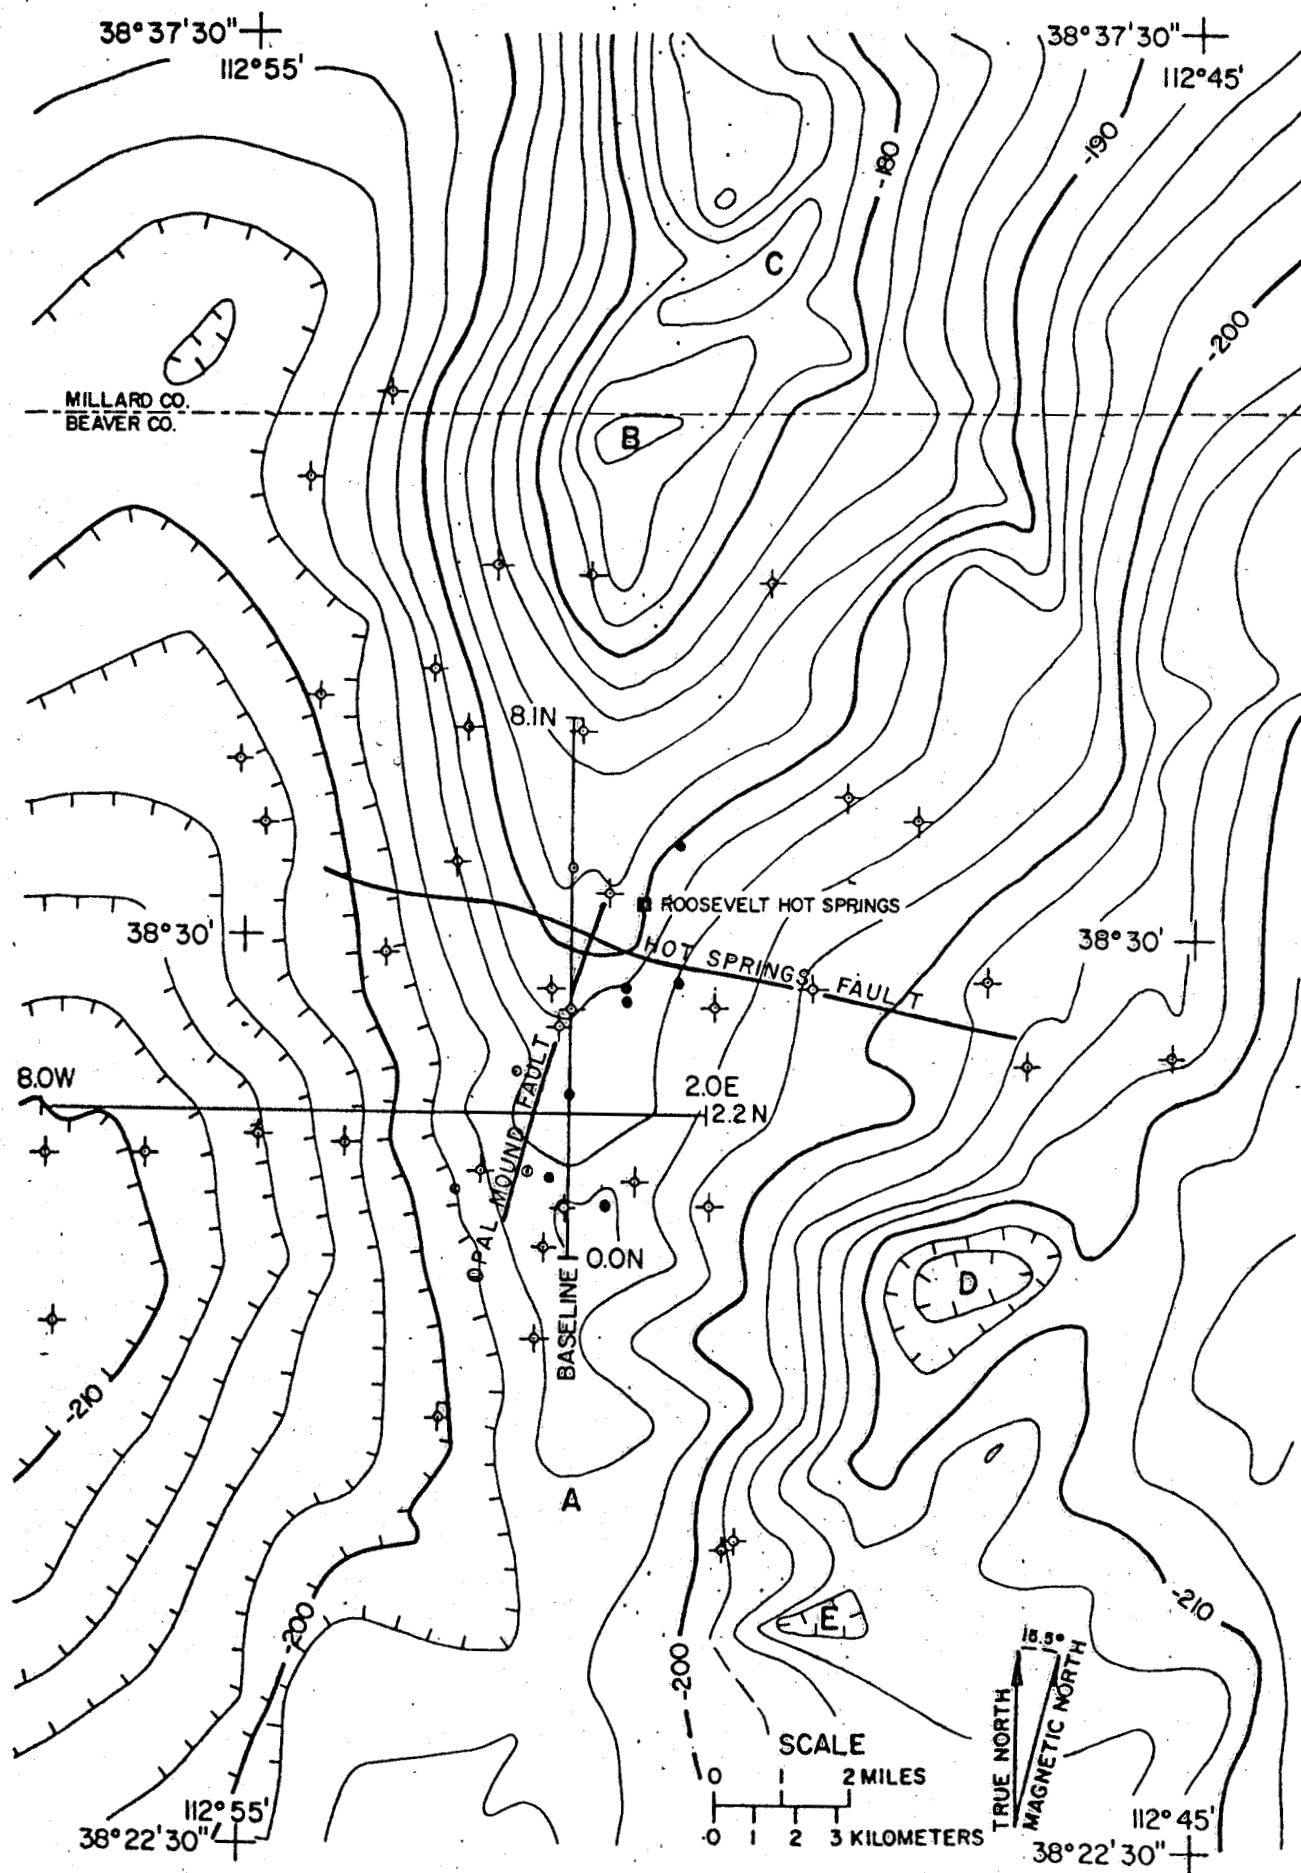 38°37'30"
112°55'
38°37'30"
112°45'
-180
-190
C
-200
MILLARD CO.
BEAVER CO.
B
8.1N
ROOSEVELT HOT SPRINGS
38°30'
38°30'
HOT SPRINGS FAULT
8.0W
2.0E
2.2N
OPAL MOUND FAULT
0.0N
BASELINE
D
-210
A
-200
E
-210
-200
15.5°
TRUE NORTH
MAGNETIC NORTH
SCALE
0 1 2 MILES
0 1 2 3 KILOMETERS
112°55'
38°22'30"
112°45'
38°22'30"